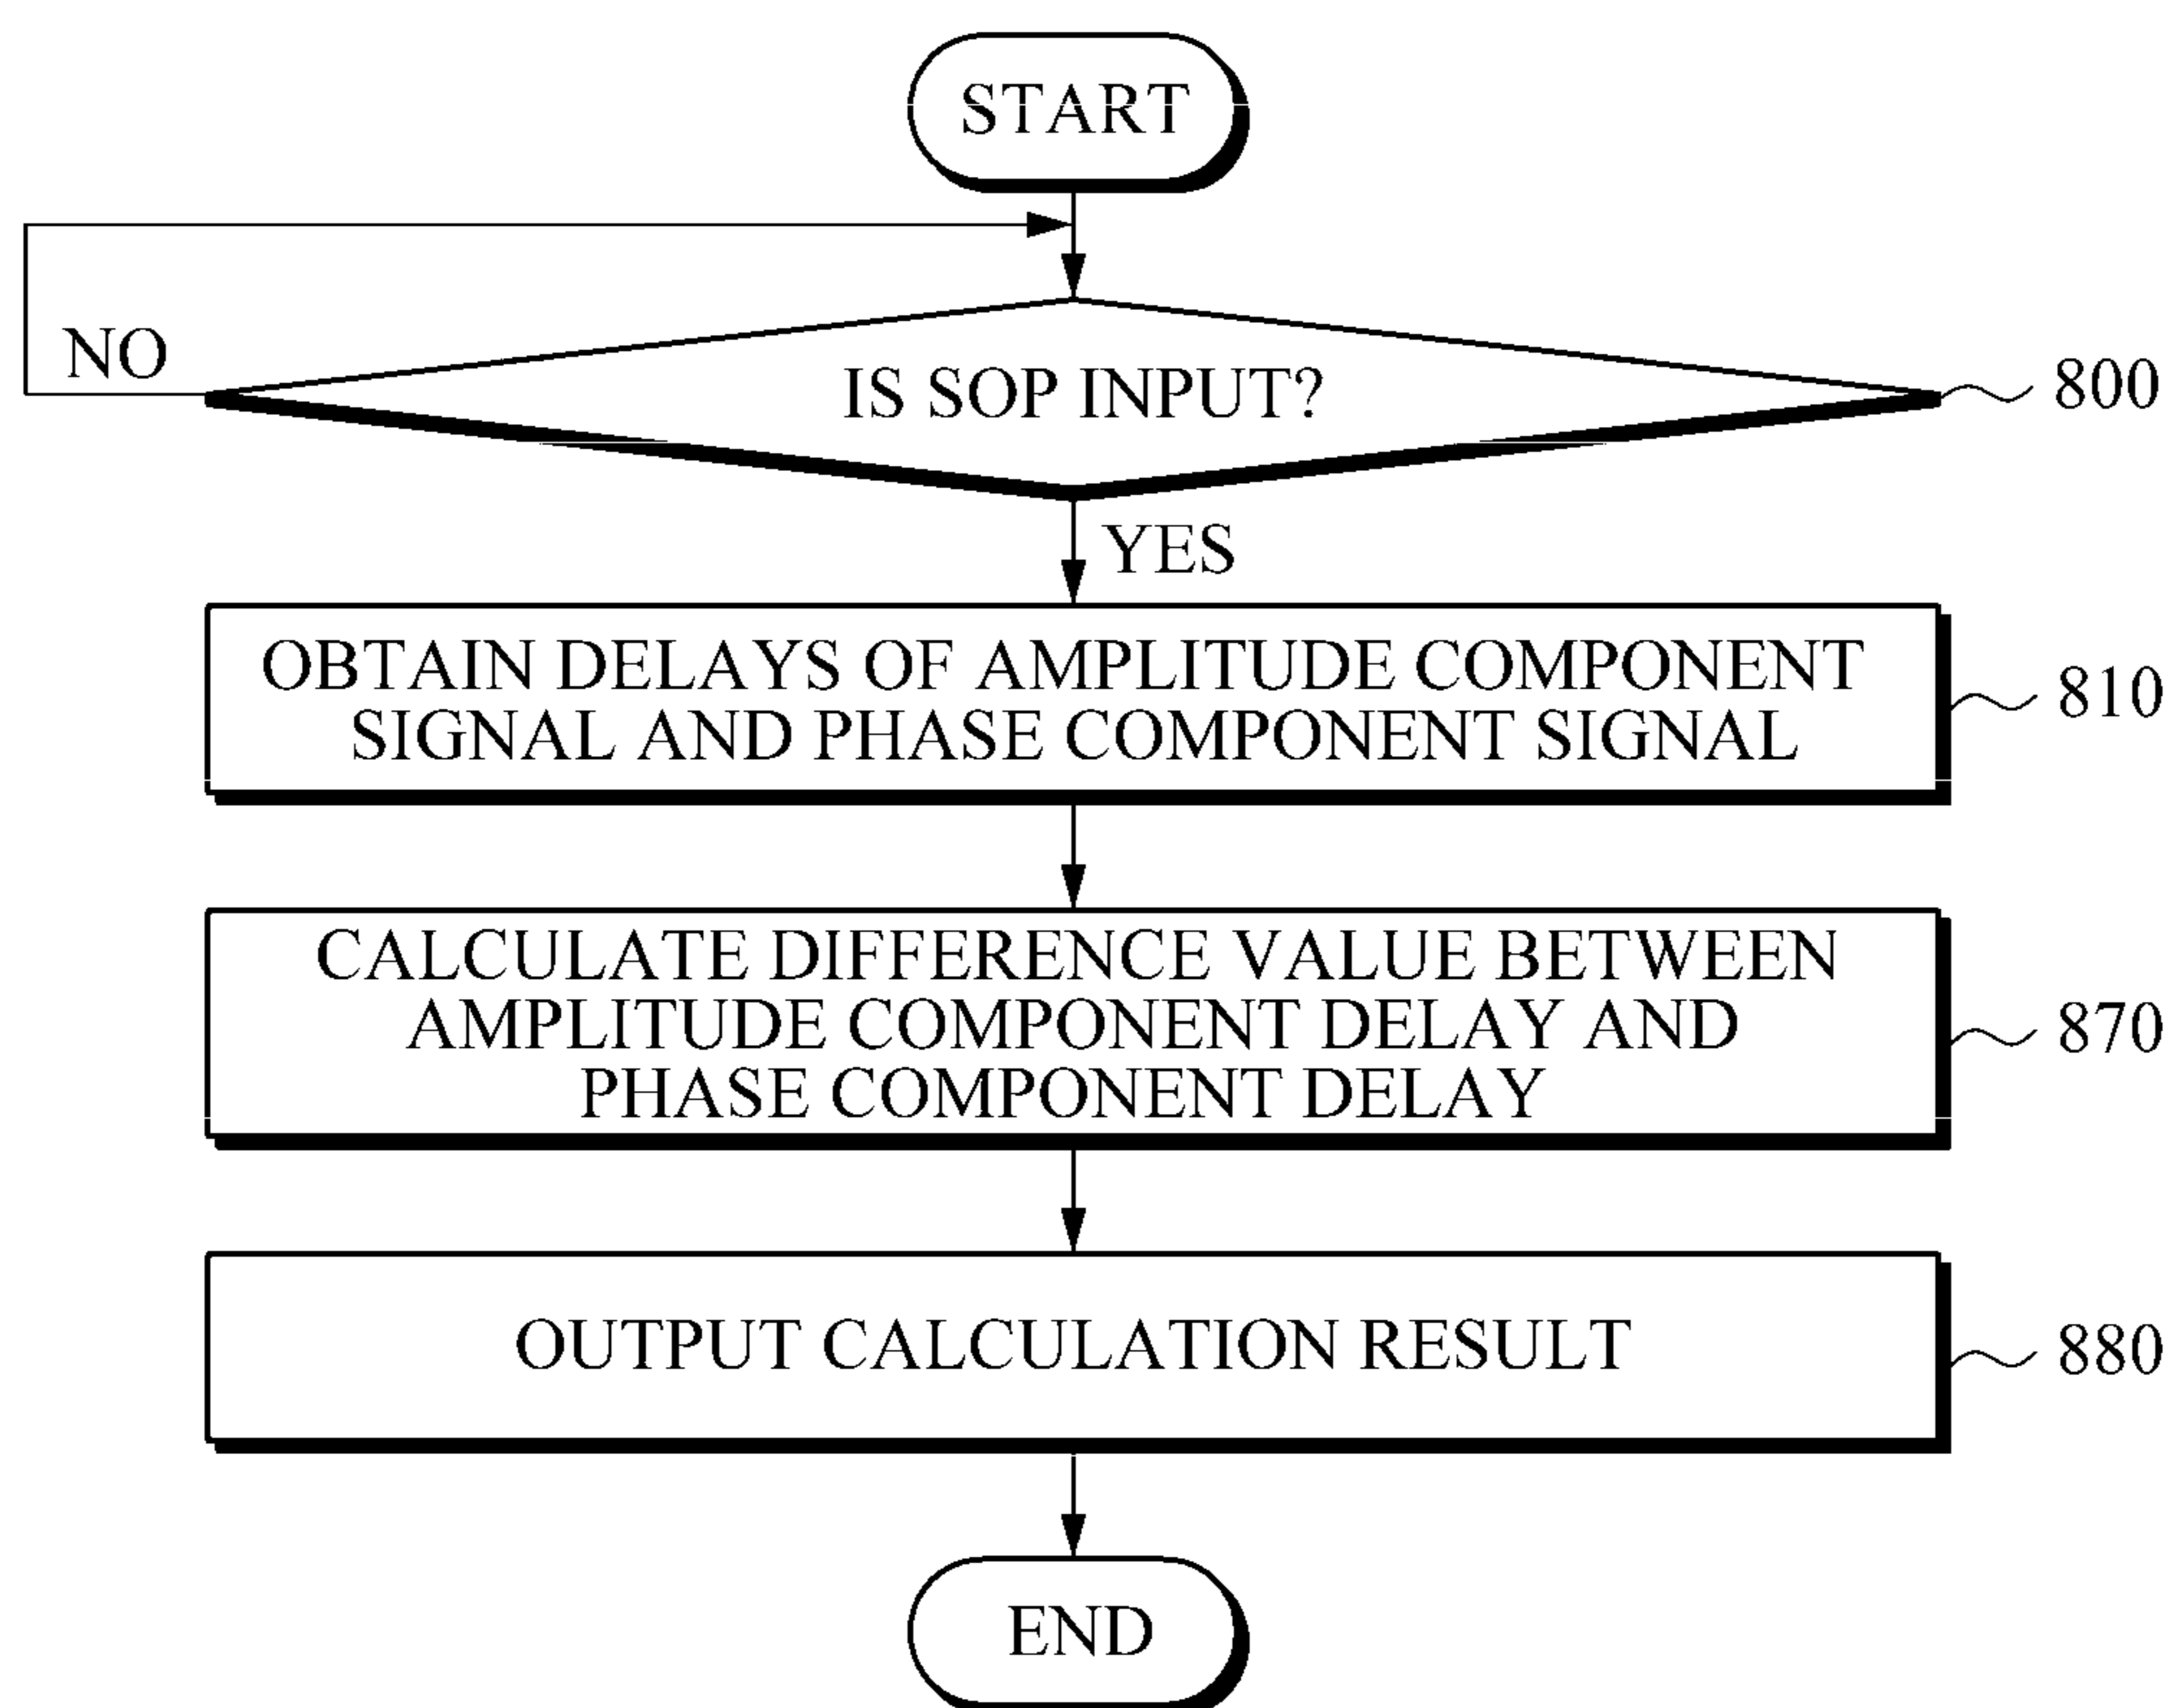 START
NO
IS SOP INPUT?
800
YES
OBTAIN DELAYS OF AMPLITUDE COMPONENT
SIGNAL AND PHASE COMPONENT SIGNAL
810
CALCULATE DIFFERENCE VALUE BETWEEN
AMPLITUDE COMPONENT DELAY AND
PHASE COMPONENT DELAY
870
OUTPUT CALCULATION RESULT
880
END